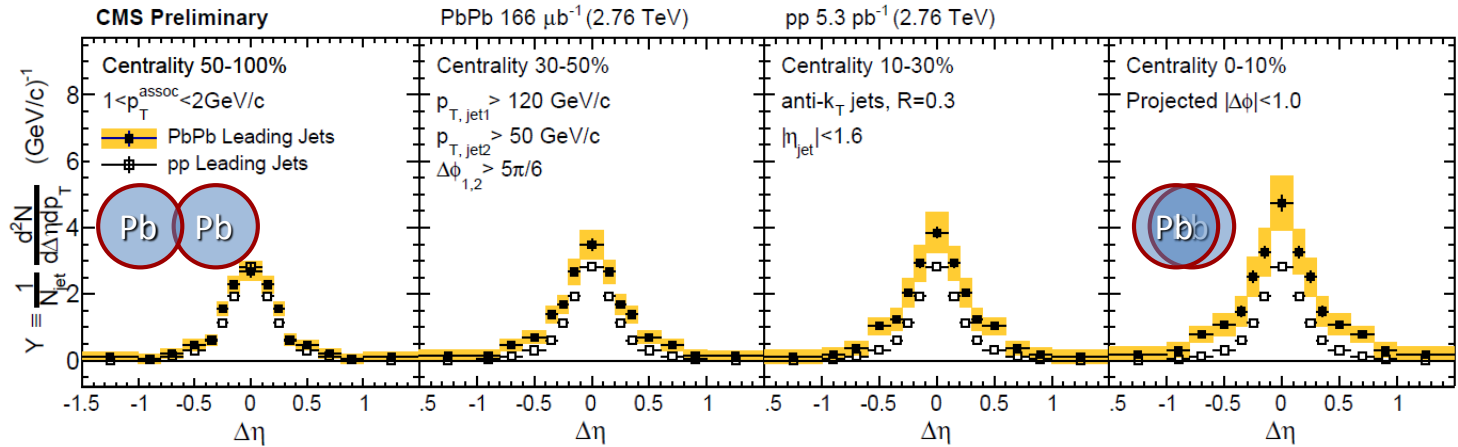 CMS Preliminary PbPb 166 μb⁻¹ (2.76 TeV) pp 5.3 pb⁻¹ (2.76 TeV)
Y ≡ 1/N_jet d²N/dΔηdp_T (GeV/c)⁻¹
8
6
4
2
0
Centrality 50-100%
1<p_T^assoc<2GeV/c
PbPb Leading Jets
pp Leading Jets
Pb Pb
Centrality 30-50%
p_T, jet1 > 120 GeV/c
p_T, jet2 > 50 GeV/c
Δϕ_1,2 > 5π/6
Centrality 10-30%
anti-k_T jets, R=0.3
|η_jet|<1.6
Centrality 0-10%
Projected |Δϕ|<1.0
Pb b
-1.5 -1 -0.5 0 0.5 1 .5 -1 -0.5 0 0.5 1 .5 -1 -0.5 0 0.5 1 .5 -1 -0.5 0 0.5 1 1.5
Δη Δη Δη Δη